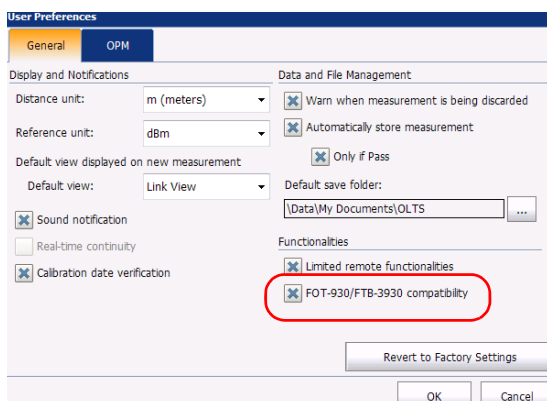 User Preferences
General
OPM
Display and Notifications
Distance unit:
m (meters)
Reference unit:
dBm
Default view displayed on new measurement
Default view:
Link View
Sound notification
Real-time continuity
Calibration date verification
Data and File Management
Warn when measurement is being discarded
Automatically store measurement
Only if Pass
Default save folder:
\Data\My Documents\OLTS
...
Functionalities
Limited remote functionalities
FOT-930/FTB-3930 compatibility
Revert to Factory Settings
OK
Cancel